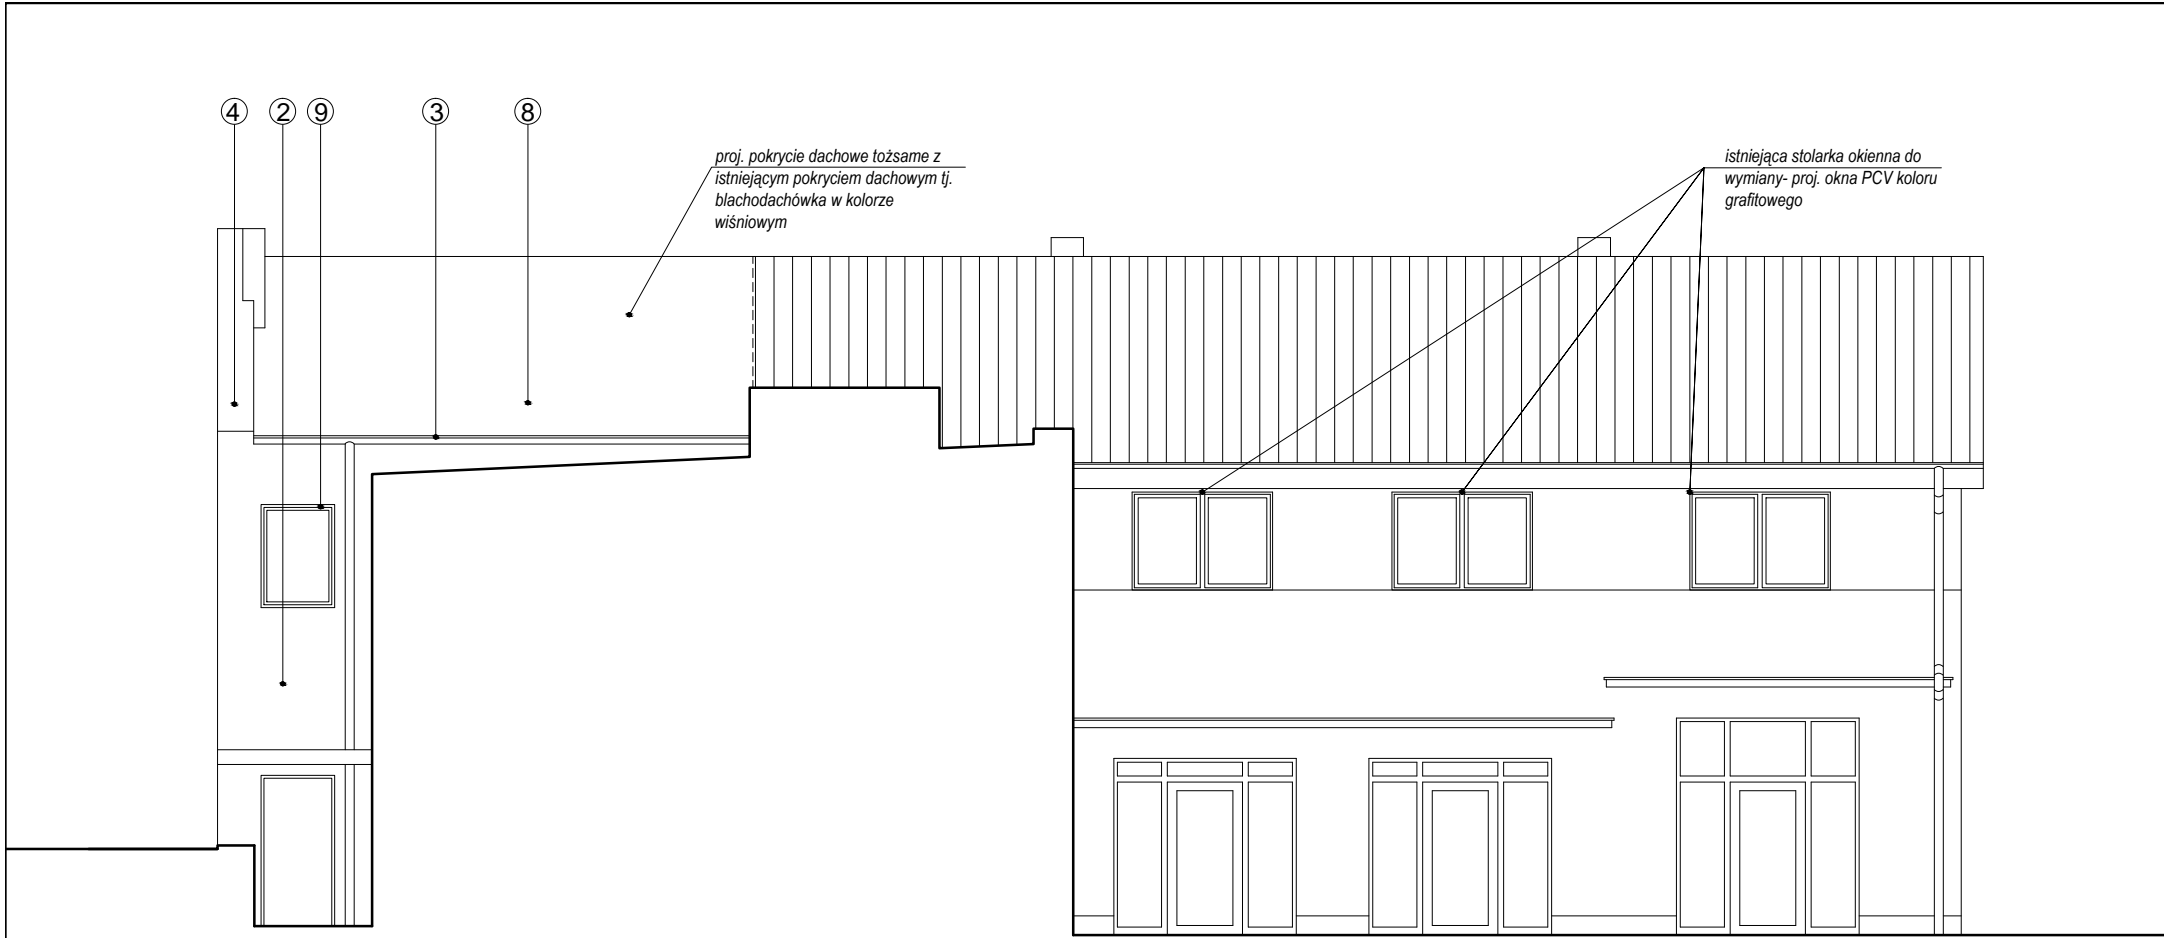 4 2 9 3 8
proj. pokrycie dachowe tożsame z
istniejącym pokryciem dachowym tj.
blachodachówka w kolorze
wiśniowym
istniejąca stolarka okienna do
wymiany- proj. okna PCV koloru
grafitowego